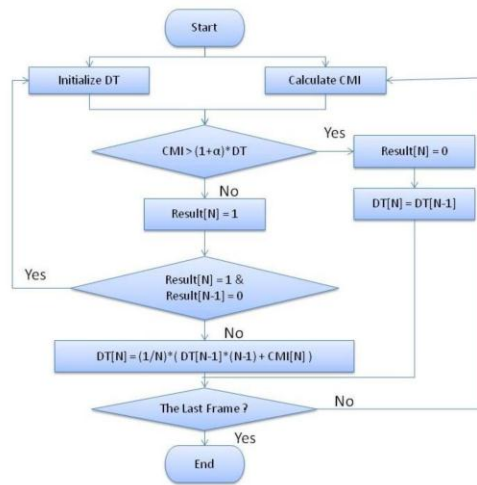 Start
Initialize DT
Calculate CMI
CMI > (1+α)*DT
Yes
Result[N] = 0
No
DT[N] = DT[N-1]
Result[N] = 1
Yes
Result[N] = 1 &
Result[N-1] = 0
No
DT[N] = (1/N)*( DT[N-1]*(N-1) + CMI[N] )
The Last Frame ?
No
Yes
End